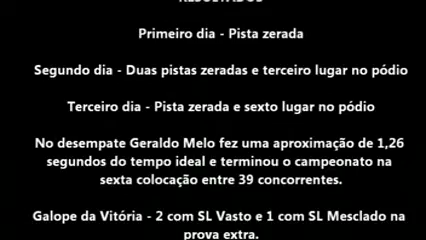 RESULTADOS
Primeiro dia - Pista zerada
Segundo dia - Duas pistas zeradas e terceiro lugar no pódio
Terceiro dia - Pista zerada e sexto lugar no pódio
No desempate Geraldo Melo fez uma aproximação de 1,26
segundos do tempo ideal e terminou o campeonato na
sexta colocação entre 39 concorrentes.
Galope da Vitória - 2 com SL Vasto e 1 com SL Mesclado na
prova extra.